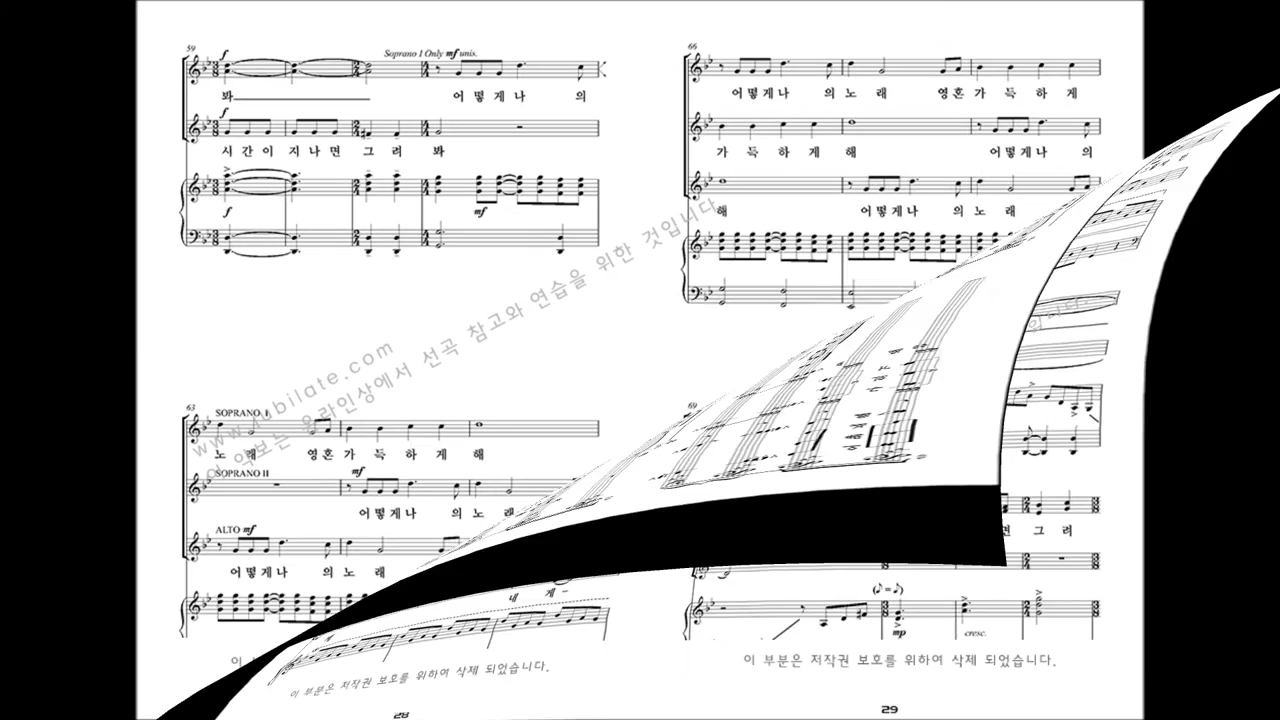 59
f
Soprano I Only mf unis.
봐 어 떻 게 나 의
f
시 간 이 지 나 면 그 려 봐
f mf
63
SOPRANO I
노 래 영혼 가 득 하 게 해
SOPRANO II
mf
어 떻 게 나 의 노 래
ALTO mf
어 떻 게 나 의 노 래
내 게-
이 부분은 저작권 보호를 위하여 삭제 되었습니다.
28
66
어 떻 게 나 의 노 래 영혼 가 득 하 게
가 득 하 게 해 어 떻 게 나 의
해 어 떻 게 나 의 노 래
69
면 그 려
mp cresc.
이 부분은 저작권 보호를 위하여 삭제 되었습니다.
29
www.jubilate.com
이 악보는 온라인상에서 선곡 참고와 연습을 위한 것입니다.